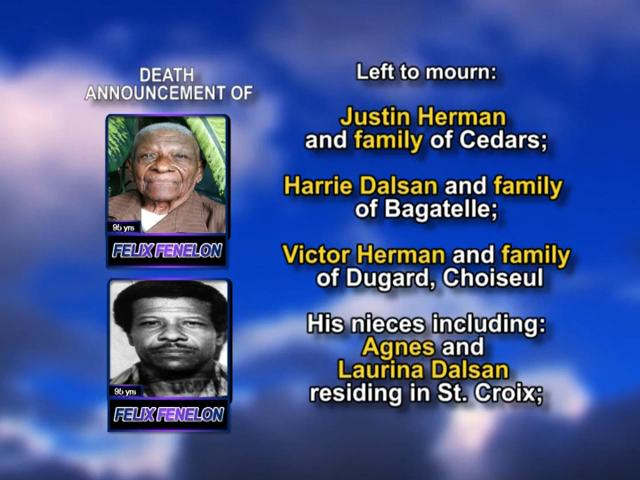 DEATH
ANNOUNCEMENT OF
95 yrs
FELIX FENELON
95 yrs
FELIX FENELON
Left to mourn:
Justin Herman
and family of Cedars;
Harrie Dalsan and family
of Bagatelle;
Victor Herman and family
of Dugard, Choiseul
His nieces including:
Agnes and
Laurina Dalsan
residing in St. Croix;